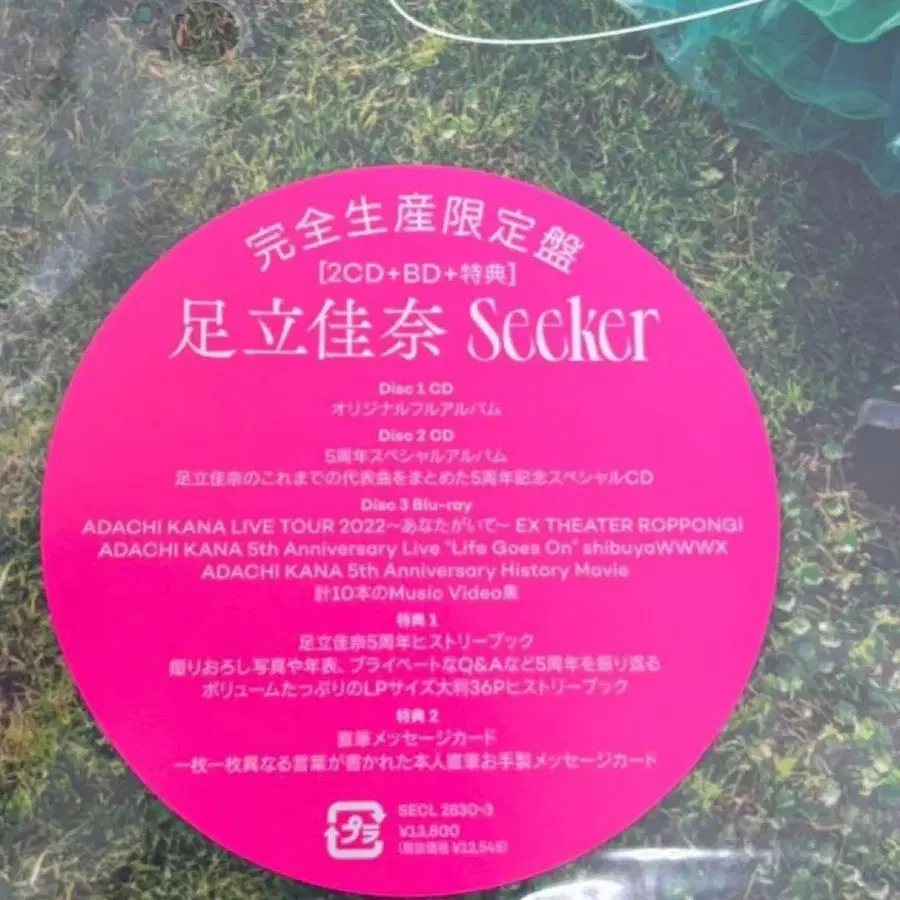 完全生産限定盤
[2CD+BD+特典]
足立佳奈 Seeker
Disc 1 CD
オリジナルフルアルバム
Disc 2 CD
5周年スペシャルアルバム
足立佳奈のこれまでの代表曲をまとめた5周年記念スペシャルCD
Disc 3 Blu-ray
ADACHI KANA LIVE TOUR 2022〜あなたがいて〜 EX THEATER ROPPONGI
ADACHI KANA 5th Anniversary Live "Life Goes On" shibuyaWWWX
ADACHI KANA 5th Anniversary History Movie
計10本のMusic Video集
特典 1
足立佳奈5周年ヒストリーブック
撮りおろし写真や年表、プライベートなQ&Aなど5周年を振り返る
ボリュームたっぷりのLPサイズ大判36Pヒストリーブック
特典 2
直筆メッセージカード
一枚一枚異なる言葉が書かれた本人直筆お手製メッセージカード
プラ
SECL 2830~3
¥13,800
(税抜価格 ¥12,545)